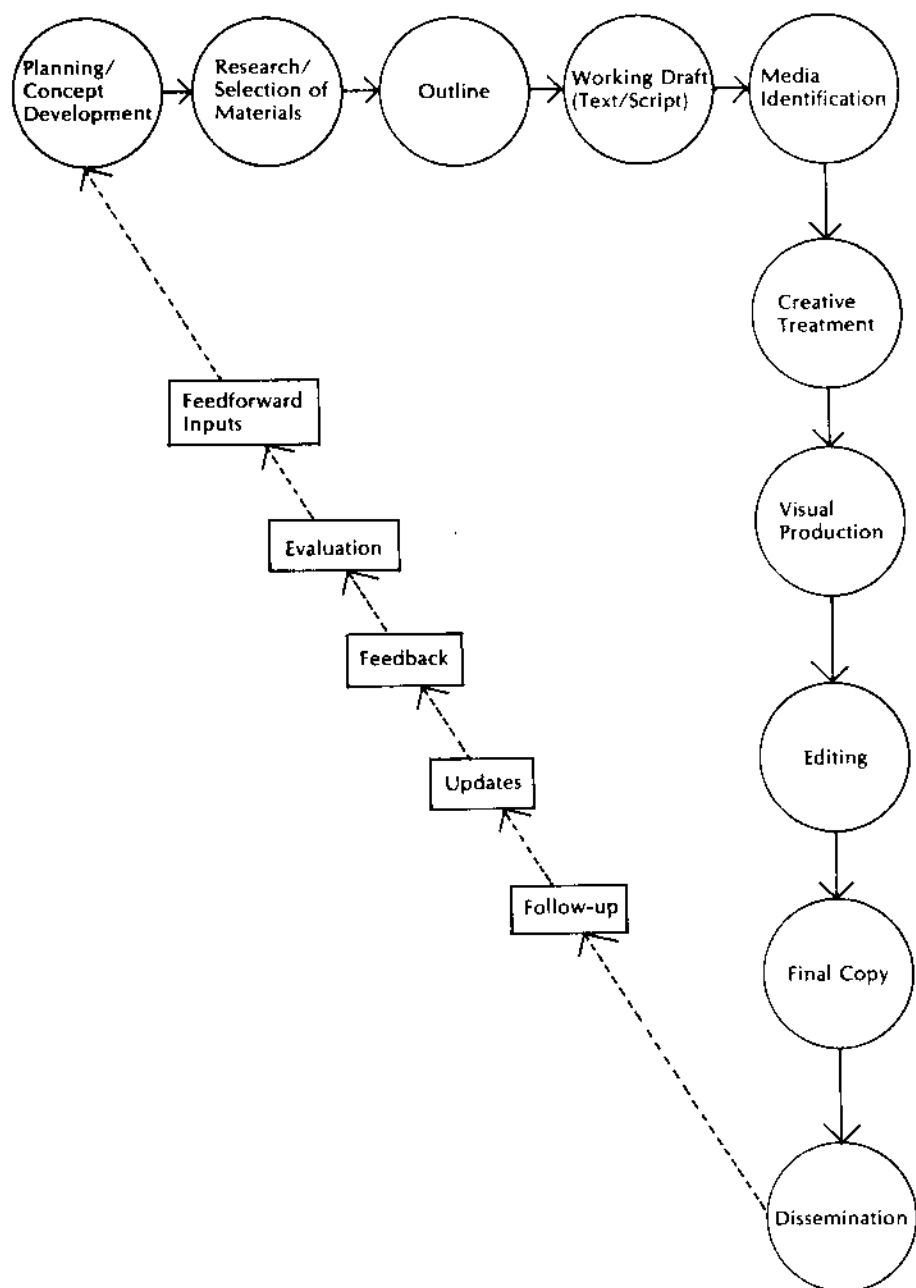 Planning/
Concept
Development
Research/
Selection of
Materials
Outline
Working Draft
(Text/Script)
Media
Identification
Creative
Treatment
Visual
Production
Editing
Final Copy
Dissemination
Follow-up
Updates
Feedback
Evaluation
Feedforward
Inputs